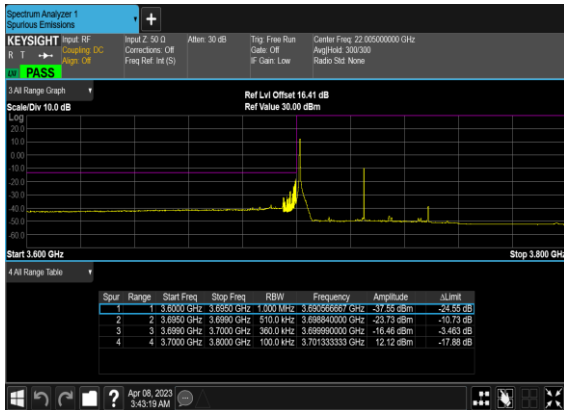 Spectrum Analyzer 1
Spurious Emissions
KEYSIGHT Input: RF Input Z: 50 Ω Atten: 30 dB Trig: Free Run Center Freq: 22.005000000 GHz
R T Coupling: DC Corrections: Off Gate: Off Avg|Hold: 300/300
Align: Off Freq Ref: Int (S) IF Gain: Low Radio Std: None
PASS
3 All Range Graph Ref Lvl Offset 16.41 dB
Scale/Div 10.0 dB Ref Value 30.00 dBm
Log
20.0
10.0
0.00
-10.0
-20.0
-30.0
-40.0
-50.0
-60.0
Start 3.600 GHz Stop 3.800 GHz
4 All Range Table
Spur Range Start Freq Stop Freq RBW Frequency Amplitude ΔLimit
1 1 3.6000 GHz 3.6950 GHz 1.000 MHz 3.690566667 GHz -37.55 dBm -24.55 dB
2 2 3.6950 GHz 3.6990 GHz 510.0 kHz 3.698840000 GHz -23.73 dBm -10.73 dB
3 3 3.6990 GHz 3.7000 GHz 360.0 kHz 3.699990000 GHz -16.46 dBm -3.463 dB
4 4 3.7000 GHz 3.8000 GHz 100.0 kHz 3.701333333 GHz 12.12 dBm -17.88 dB
? Apr 08, 2023
3:43:19 AM